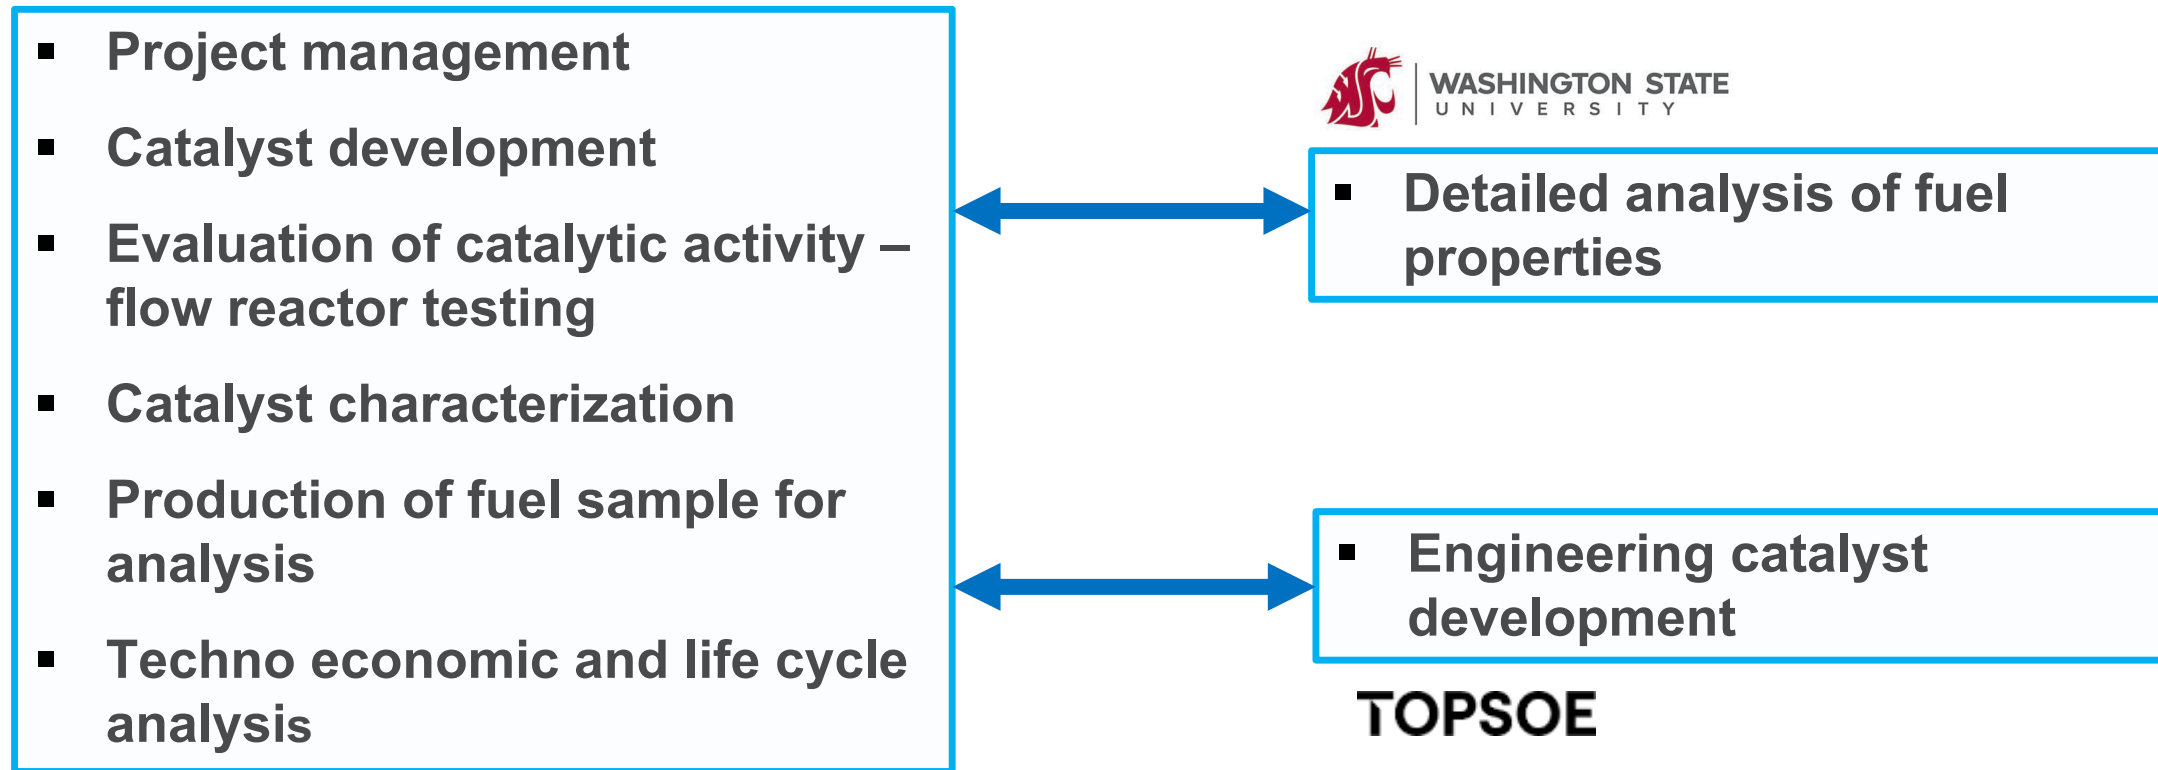 Project management
Catalyst development
Evaluation of catalytic activity –
flow reactor testing
Catalyst characterization
Production of fuel sample for
analysis
Techno economic and life cycle
analysis
WASHINGTON STATE
UNIVERSITY
Detailed analysis of fuel
properties
Engineering catalyst
development
TOPSOE